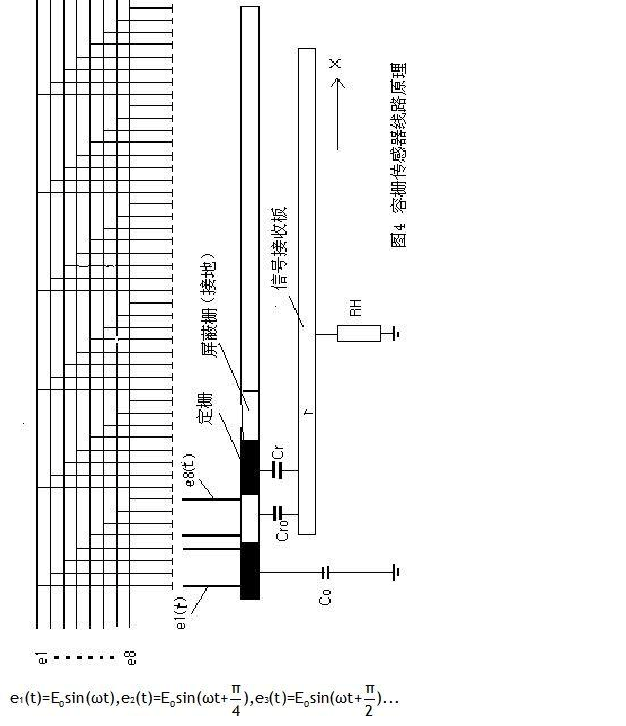 X
图4 容栅传感器线路原理
信号接收板
屏蔽栅(接地)
定栅
RH
r
Cr
Cro
Co
e8(t)
e1(t)
e1
e8
e₁(t)=E₀sin(ωt),e₂(t)=E₀sin(ωt+π/4),e₃(t)=E₀sin(ωt+π/2)...